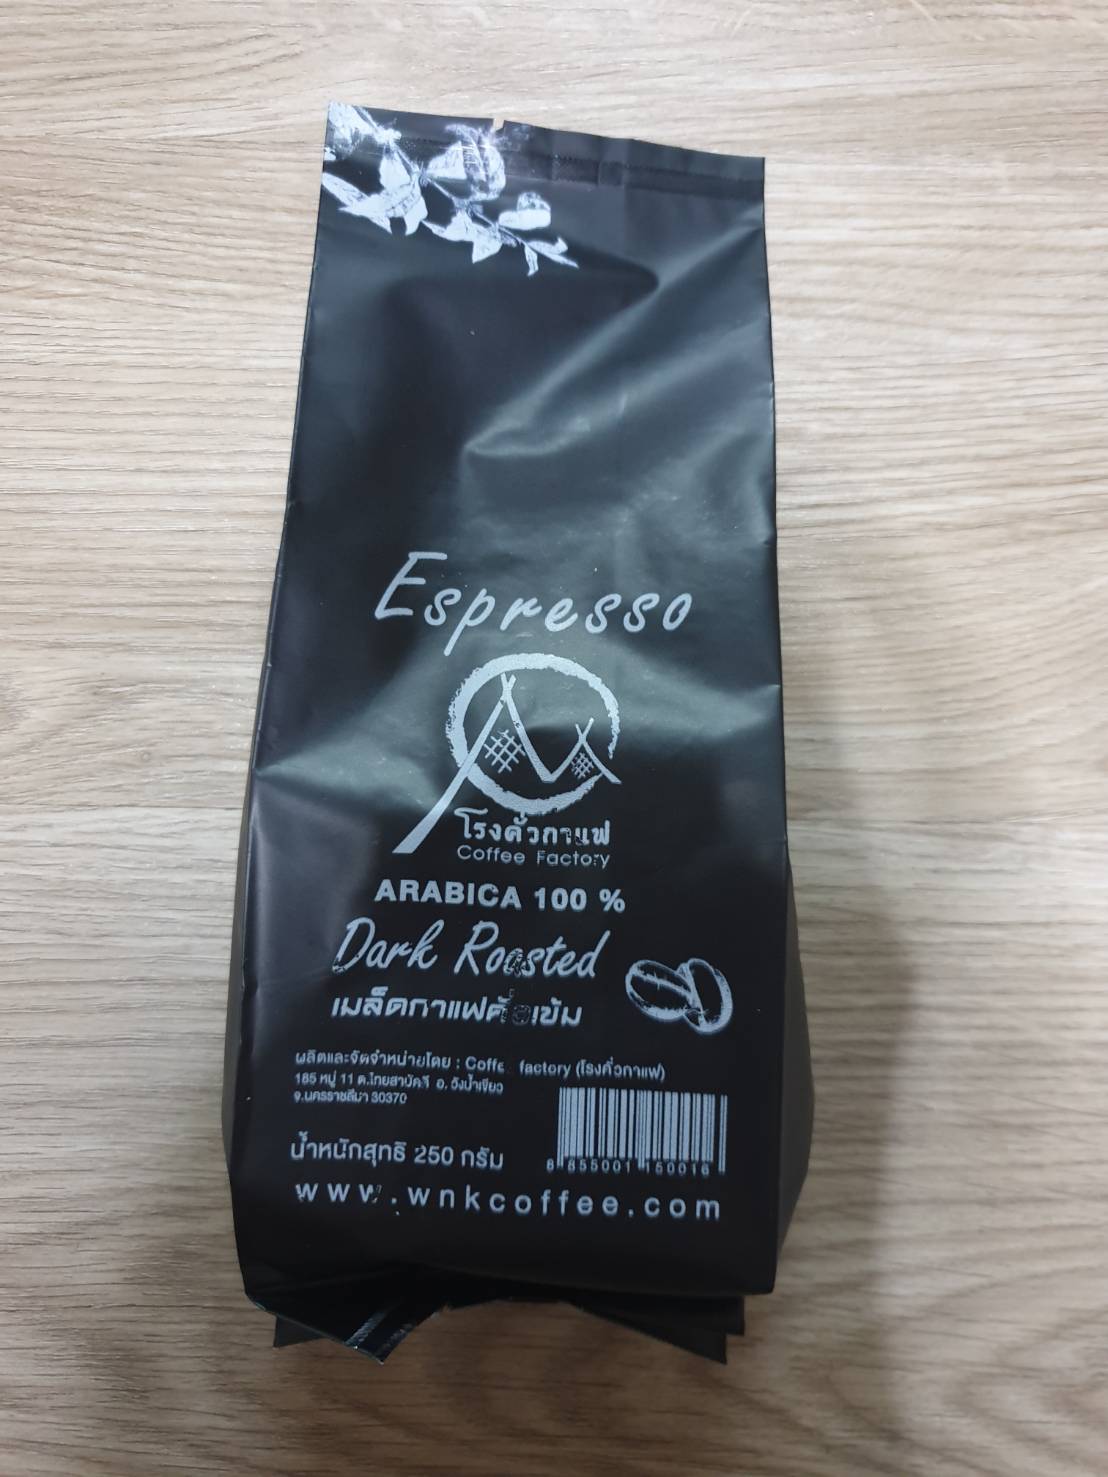 Espresso
โรงคั่วกาแฟ
Coffee Factory
ARABICA 100 %
Dark Roasted
เมล็ดกาแฟคั่วเข้ม
ผลิตและจัดจำหน่ายโดย : Coffe factory (โรงคั่วกาแฟ)
185 หมู่ 11 ต.ไทยสามัคคี อ.วังน้ำเขียว
จ.นครราชสีมา 30370
8 855001 150016
น้ำหนักสุทธิ 250 กรัม
www.wnkcoffee.com